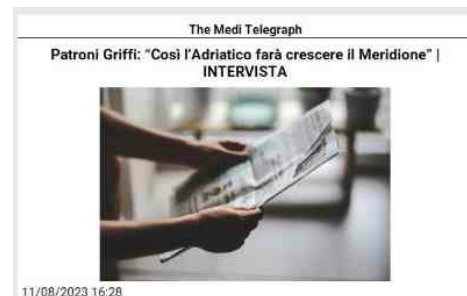 The Medi Telegraph
Patroni Griffi: “Così l’Adriatico farà crescere il Meridione” |
INTERVISTA
11/08/2023 16:28